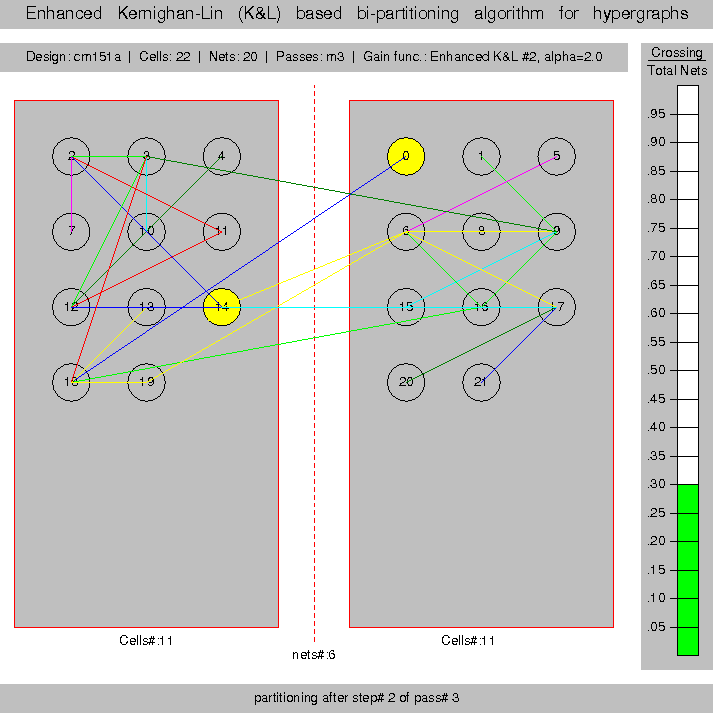 Enhanced Kernighan-Lin (K&L) based bi-partitioning algorithm for hypergraphs
Design: cm151a | Cells: 22 | Nets: 20 | Passes: m3 | Gain func.: Enhanced K&L #2, alpha=2.0
Crossing
Total Nets
2 3 4 0 1 5
7 10 11 6 8 9
12 13 14 15 16 17
18 19 20 21
.95
.90
.85
.80
.75
.70
.65
.60
.55
.50
.45
.40
.35
.30
.25
.20
.15
.10
.05
Cells#:11 Cells#:11
nets#:6
partitioning after step# 2 of pass# 3